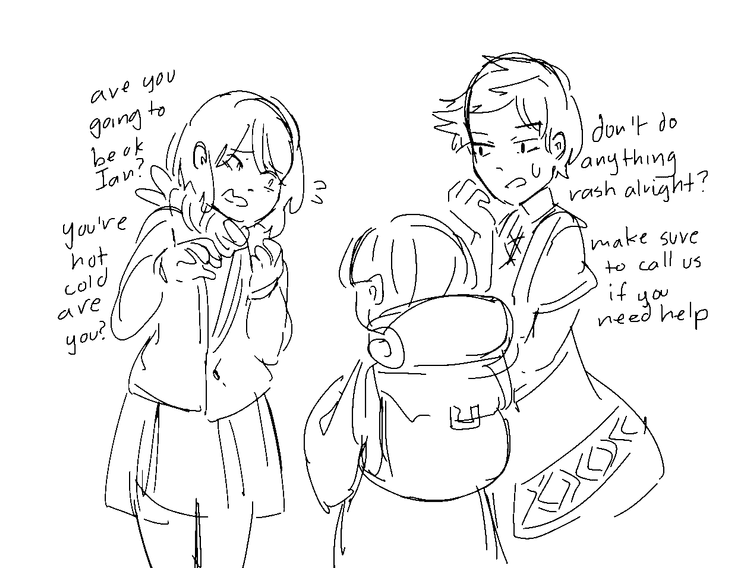 are you
going to
be ok
Ian?
you're
not
cold
are
you?
don't do
anything
rash alright?
make sure
to call us
if you
need help